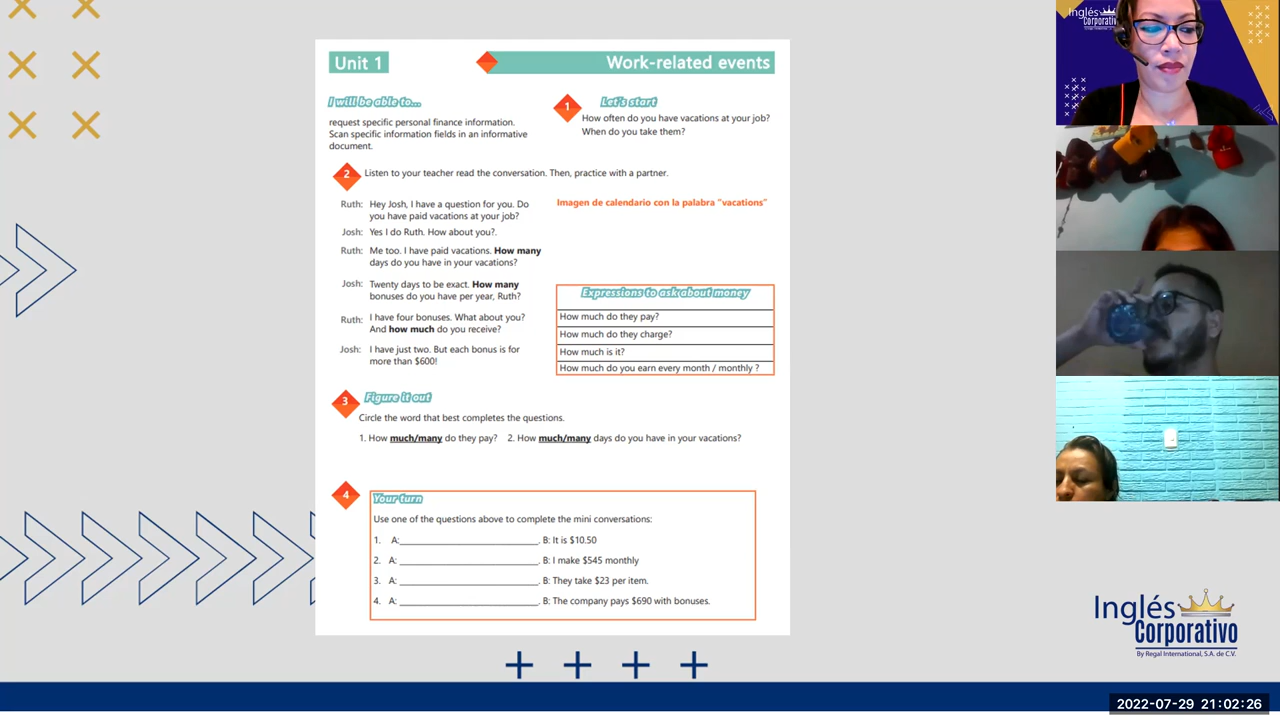 Unit 1
Work-related events
I will be able to...
request specific personal finance information.
Scan specific information fields in an informative
document.
1
Let's start
How often do you have vacations at your job?
When do you take them?
2
Listen to your teacher read the conversation. Then, practice with a partner.
Ruth: Hey Josh, I have a question for you. Do
you have paid vacations at your job?
Josh: Yes I do Ruth. How about you?.
Ruth: Me too. I have paid vacations. How many
days do you have in your vacations?
Josh: Twenty days to be exact. How many
bonuses do you have per year, Ruth?
Ruth: I have four bonuses. What about you?
And how much do you receive?
Josh: I have just two. But each bonus is for
more than $600!
Imagen de calendario con la palabra "vacations"
Expressions to ask about money
How much do they pay?
How much do they charge?
How much is it?
How much do you earn every month / monthly ?
3
Figure it out
Circle the word that best completes the questions.
1. How much/many do they pay? 2. How much/many days do you have in your vacations?
4
Your turn
Use one of the questions above to complete the mini conversations:
1. A:____________________________. B: It is $10.50
2. A: ____________________________. B: I make $545 monthly
3. A: ____________________________. B: They take $23 per item.
4. A: ____________________________. B: The company pays $690 with bonuses.
Inglés
Corporativo
Inglés
Corporativo
By Regal International, S.A. de C.V.
2022-07-29 21:02:26